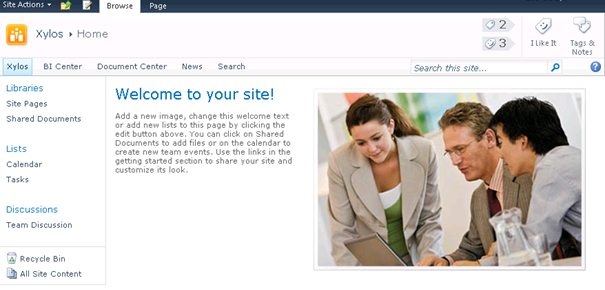 Site Actions Browse Page
Xylos Home
2
3
I Like It
Tags &
Notes
Xylos BI Center Document Center News Search
Search this site...
Libraries
Site Pages
Shared Documents
Lists
Calendar
Tasks
Discussions
Team Discussion
Recycle Bin
All Site Content
Welcome to your site!
Add a new image, change this welcome text
or add new lists to this page by clicking the
edit button above. You can click on Shared
Documents to add files or on the calendar to
create new team events. Use the links in the
getting started section to share your site and
customize its look.